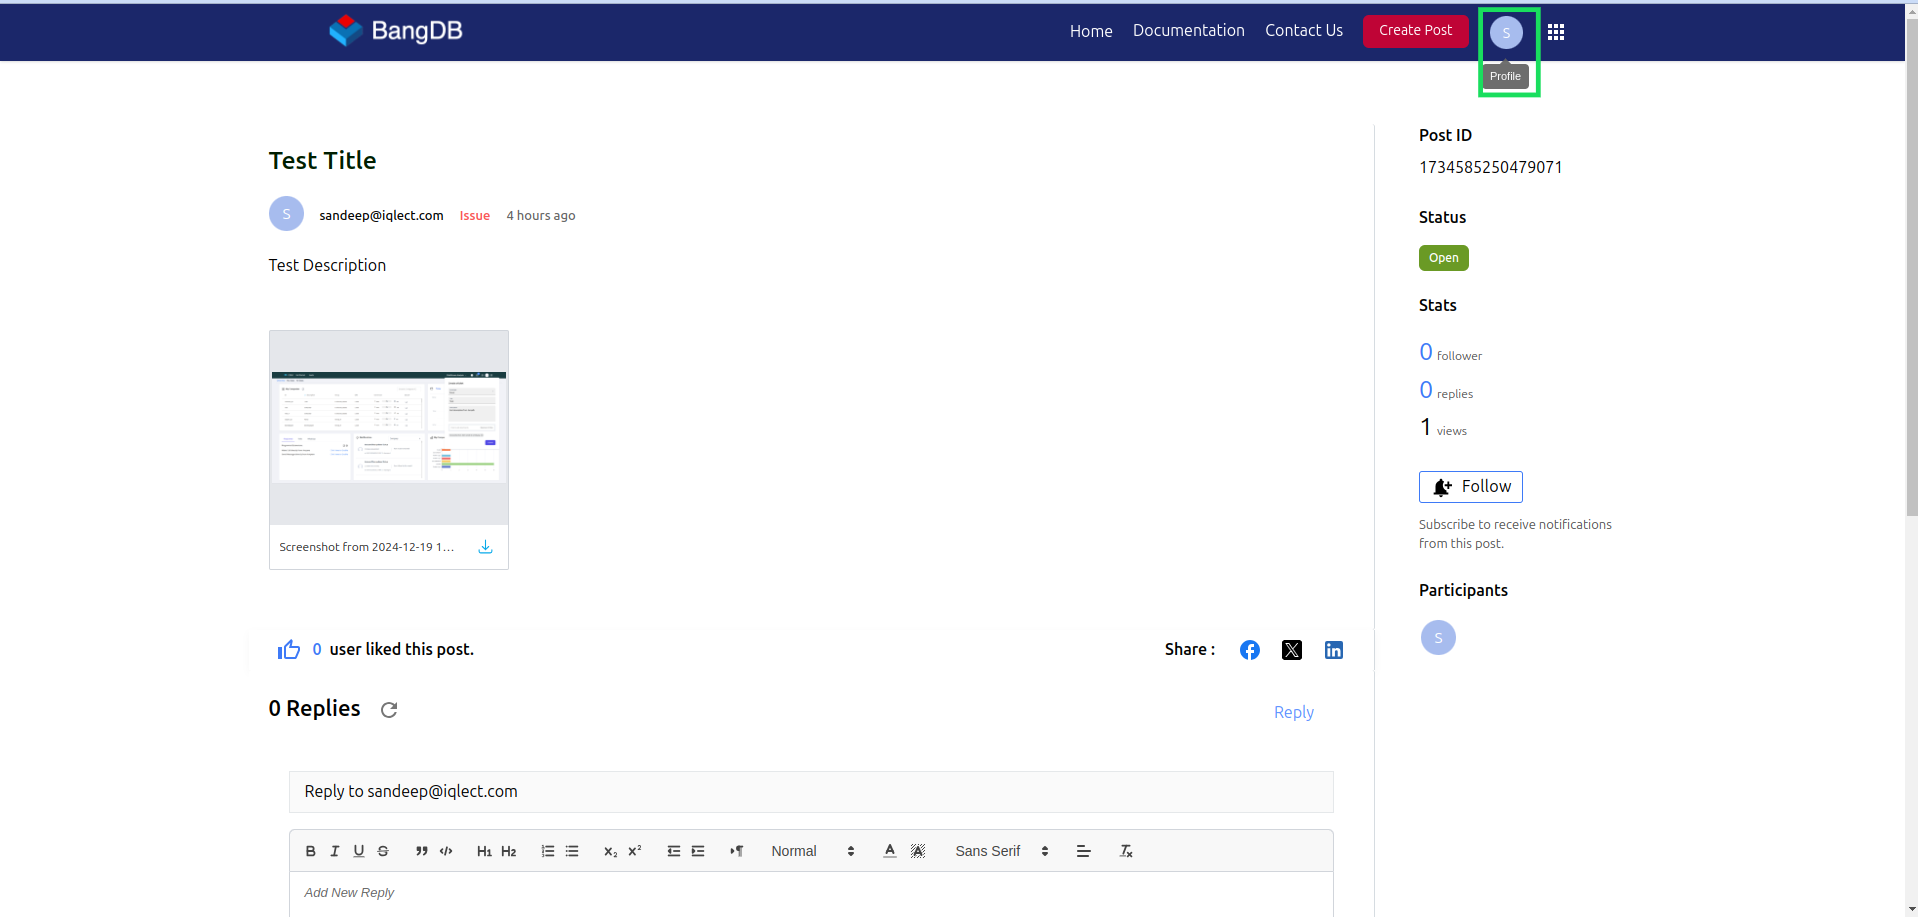 BangDB
Home Documentation Contact Us Create Post S
Profile
Test Title
S sandeep@iqlect.com Issue 4 hours ago
Test Description
Screenshot from 2024-12-19 1...
0 user liked this post.
Share :
0 Replies
Reply
Reply to sandeep@iqlect.com
B I U S H1 H2 X2 X2 Normal A A Sans Serif Tx
Add New Reply
Post ID
1734585250479071
Status
Open
Stats
0 follower
0 replies
1 views
Follow
Subscribe to receive notifications
from this post.
Participants
S